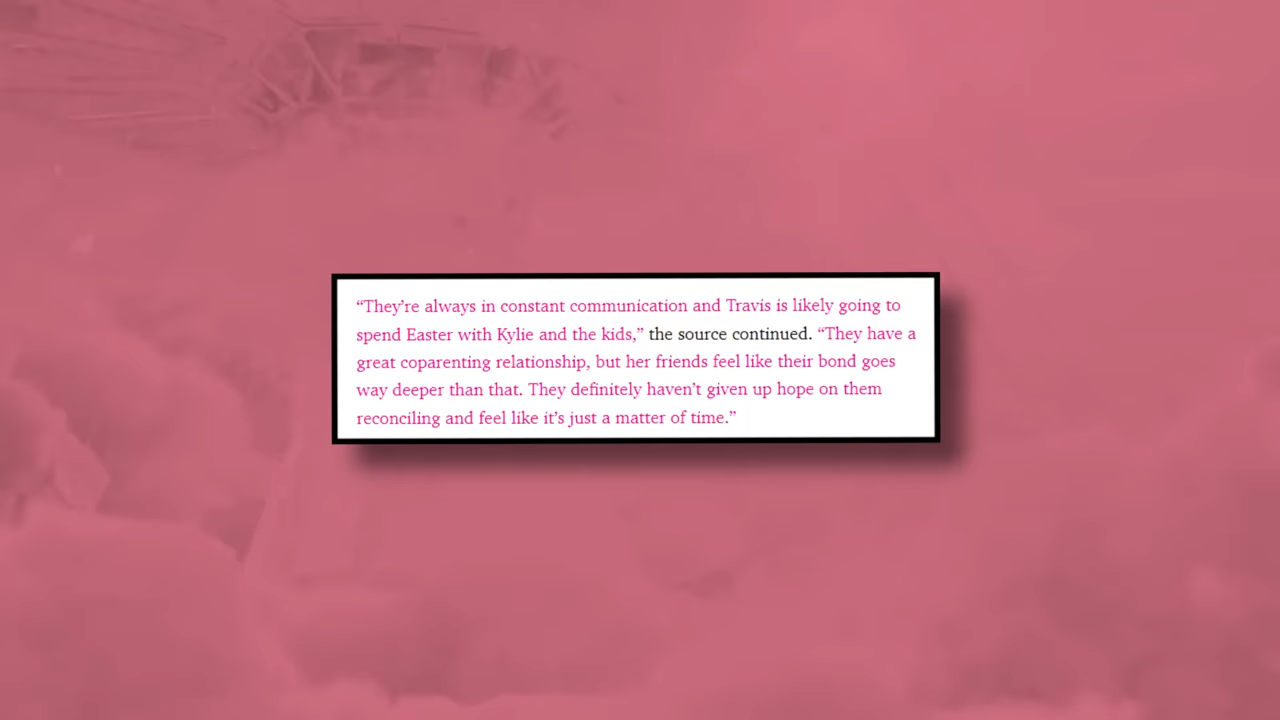 “They’re always in constant communication and Travis is likely going to
spend Easter with Kylie and the kids,” the source continued. “They have a
great coparenting relationship, but her friends feel like their bond goes
way deeper than that. They definitely haven’t given up hope on them
reconciling and feel like it’s just a matter of time.”